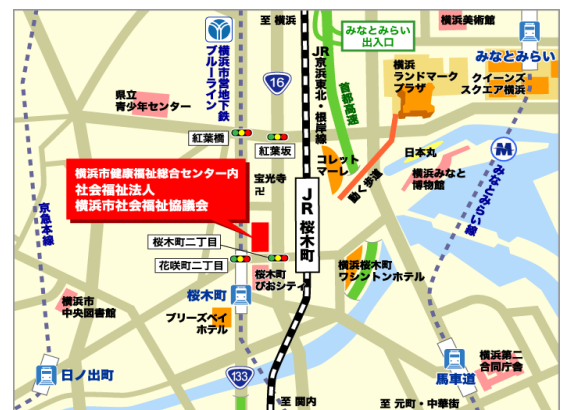 至 横浜
横浜美術館
みなとみらい
出入口
みなとみらい
横浜市営地下鉄
ブルーライン
JR京浜東北・根岸線
首都高速
横浜
ランドマーク
プラザ
クイーンズ
スクエア横浜
16
県立
青少年センター
紅葉橋
紅葉坂
コレット
マーレ
日本丸
動く歩道
横浜みなと
博物館
みなとみらい線
横浜市健康福祉総合センター内
社会福祉法人
横浜市社会福祉協議会
宝光寺
卍
京急本線
JR桜木町
桜木町二丁目
花咲町二丁目
桜木町
ぴおシティ
横浜桜木町
ワシントンホテル
桜木町
横浜市
中央図書館
ブリーズベイ
ホテル
日ノ出町
133
馬車道
横浜第二
合同庁舎
至 関内
至 元町・中華街